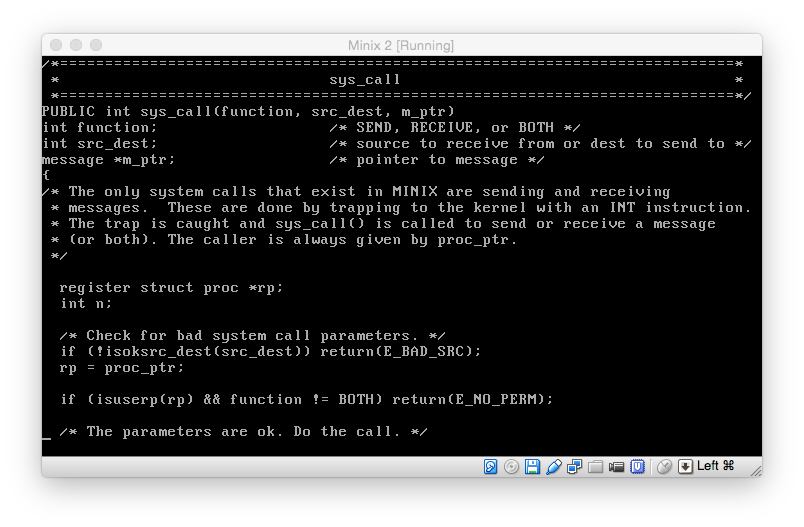 Minix 2 [Running]
/*===========================================================================*
 *                              sys_call                                     *
 *===========================================================================*/
PUBLIC int sys_call(function, src_dest, m_ptr)
int function;                   /* SEND, RECEIVE, or BOTH */
int src_dest;                   /* source to receive from or dest to send to */
message *m_ptr;                 /* pointer to message */
{
/* The only system calls that exist in MINIX are sending and receiving
 * messages.  These are done by trapping to the kernel with an INT instruction.
 * The trap is caught and sys_call() is called to send or receive a message
 * (or both). The caller is always given by proc_ptr.
 */
  register struct proc *rp;
  int n;
  /* Check for bad system call parameters. */
  if (!isoksrc_dest(src_dest)) return(E_BAD_SRC);
  rp = proc_ptr;
  if (isuserp(rp) && function != BOTH) return(E_NO_PERM);
  /* The parameters are ok. Do the call. */
Left ⌘